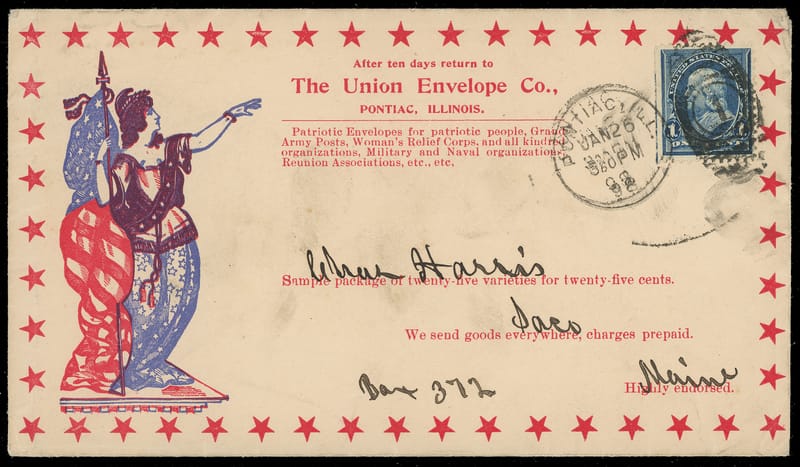 After ten days return to
The Union Envelope Co.,
PONTIAC, ILLINOIS.
Patriotic Envelopes for patriotic people, Grand
Army Posts, Woman's Relief Corps, and all kindred
organizations, Military and Naval organizations,
Reunion Associations, etc., etc.
PONTIAC, ILL.
JAN 26
PM
98
1
Chas Harris
Sample package of twenty-five varieties for twenty-five cents.
Saco
We send goods everywhere, charges prepaid.
Box 372
Maine
Highly endorsed.